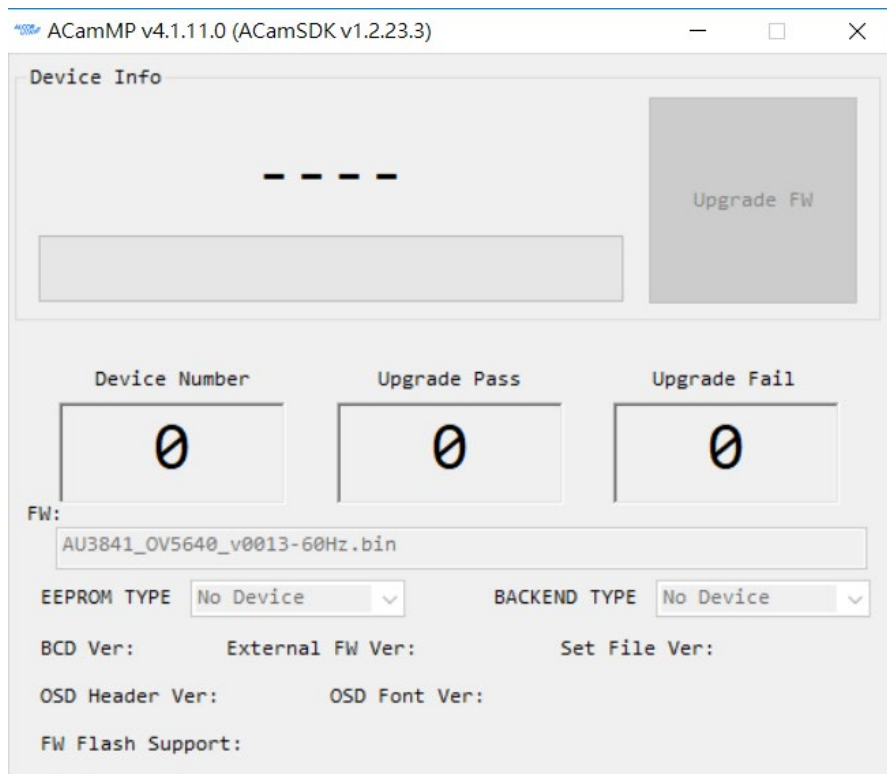 ACamMP v4.1.11.0 (ACamSDK v1.2.23.3)
Device Info
----
Upgrade FW
Device Number Upgrade Pass Upgrade Fail
0 0 0
FW:
AU3841_OV5640_v0013-60Hz.bin
EEPROM TYPE No Device BACKEND TYPE No Device
BCD Ver: External FW Ver: Set File Ver:
OSD Header Ver: OSD Font Ver:
FW Flash Support: